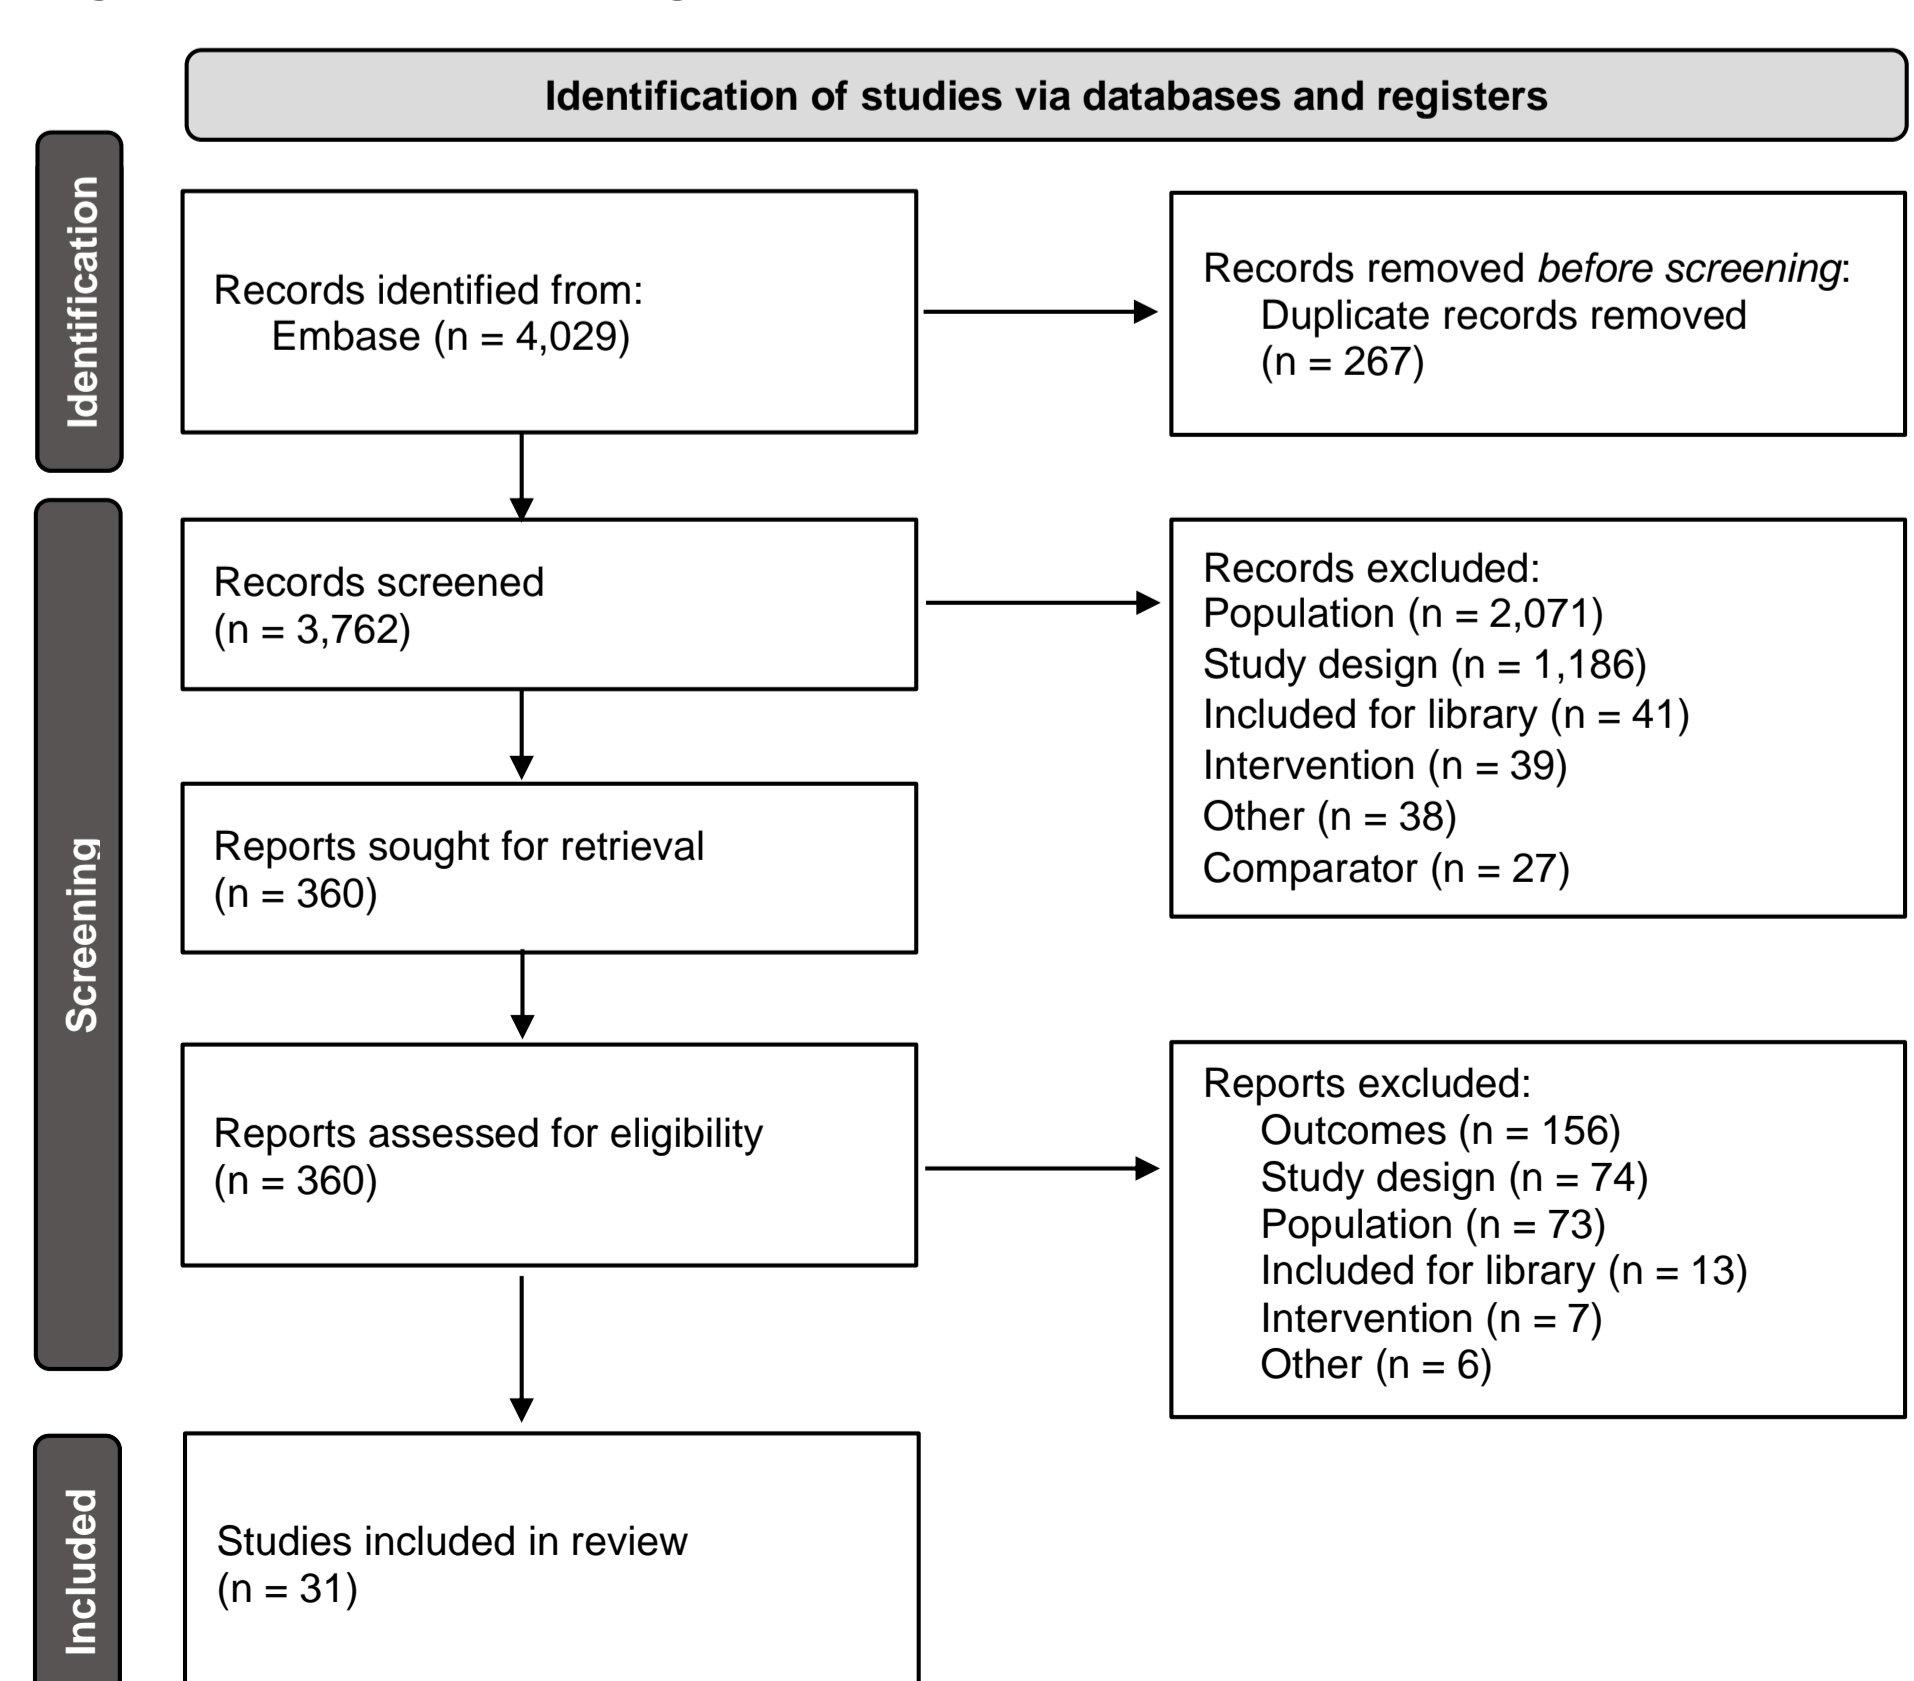 Identification of studies via databases and registers
Identification
Records identified from:
Embase (n = 4,029)
Records removed before screening:
Duplicate records removed
(n = 267)
Screening
Records screened
(n = 3,762)
Records excluded:
Population (n = 2,071)
Study design (n = 1,186)
Included for library (n = 41)
Intervention (n = 39)
Other (n = 38)
Comparator (n = 27)
Reports sought for retrieval
(n = 360)
Reports assessed for eligibility
(n = 360)
Reports excluded:
Outcomes (n = 156)
Study design (n = 74)
Population (n = 73)
Included for library (n = 13)
Intervention (n = 7)
Other (n = 6)
Included
Studies included in review
(n = 31)